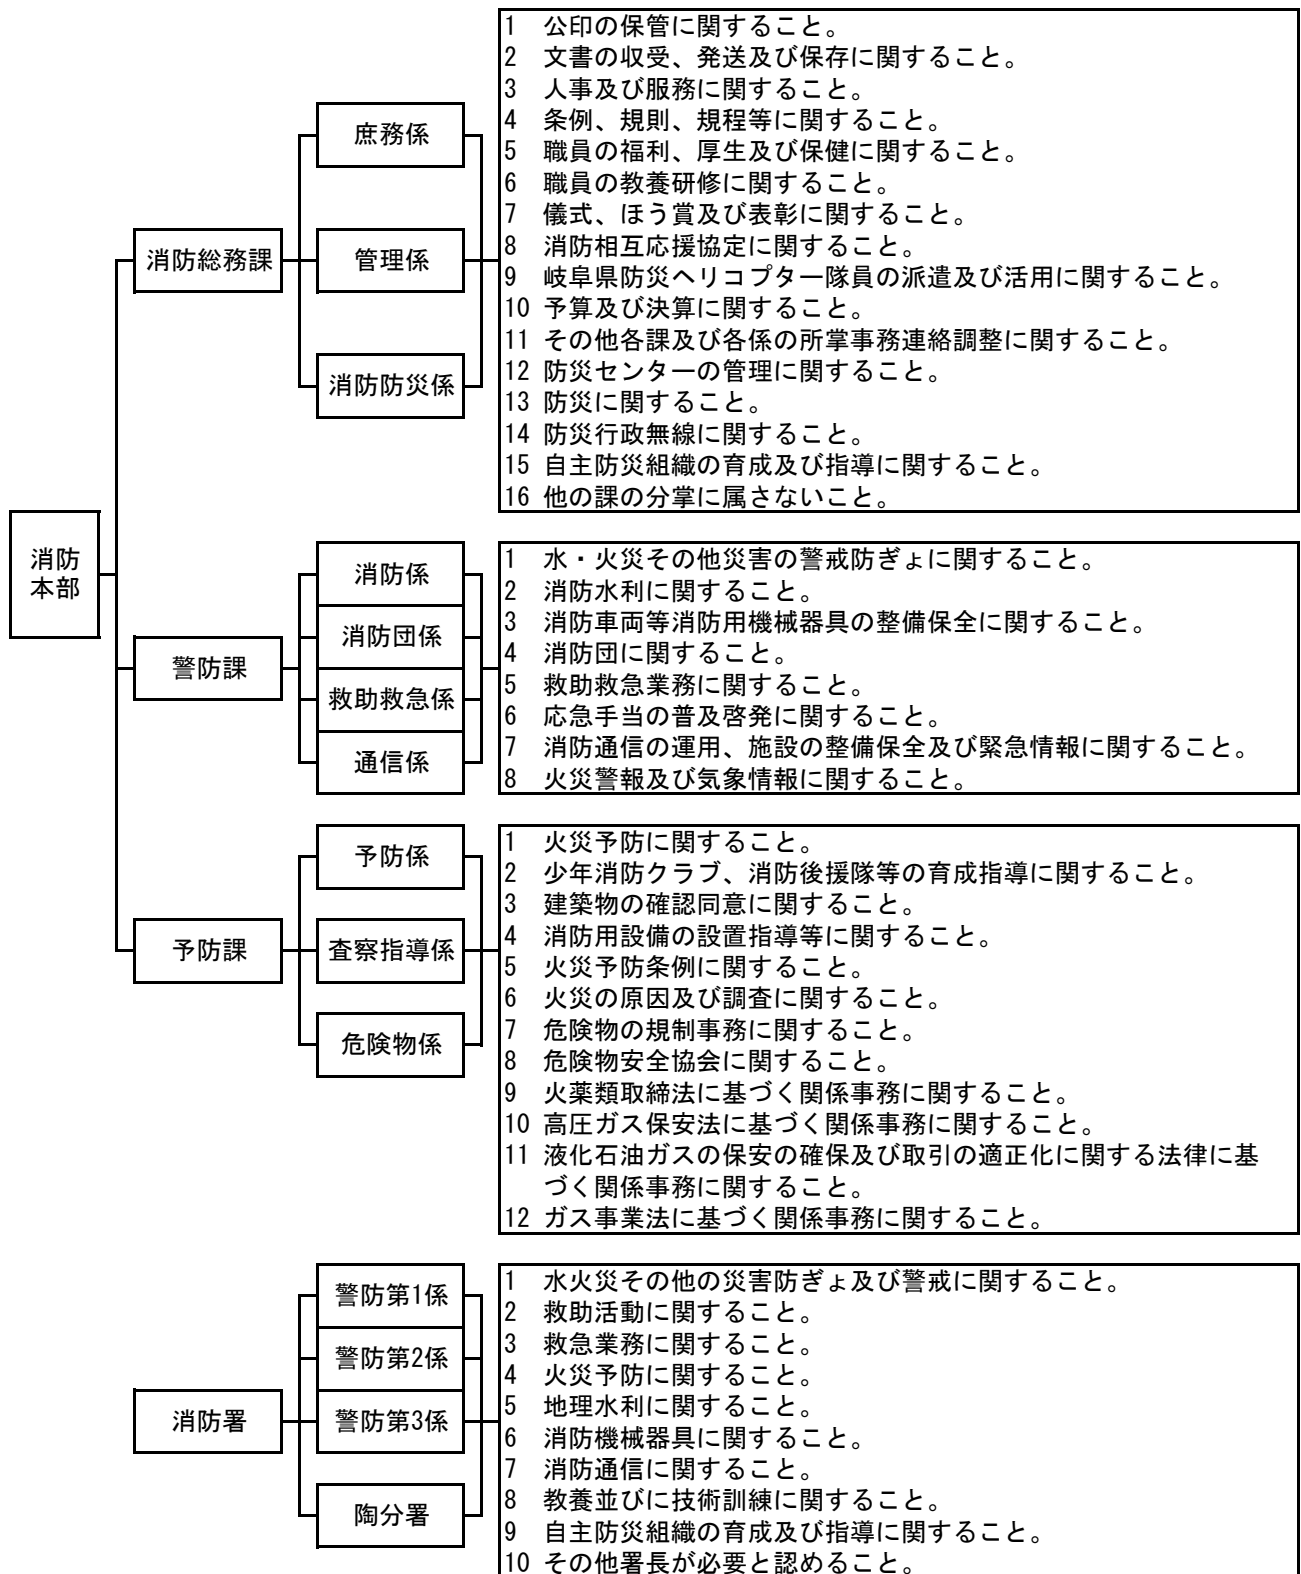 消防
本部
消防総務課
庶務係
管理係
消防防災係
1 公印の保管に関すること。
2 文書の収受、発送及び保存に関すること。
3 人事及び服務に関すること。
4 条例、規則、規程等に関すること。
5 職員の福利、厚生及び保健に関すること。
6 職員の教養研修に関すること。
7 儀式、ほう賞及び表彰に関すること。
8 消防相互応援協定に関すること。
9 岐阜県防災ヘリコプター隊員の派遣及び活用に関すること。
10 予算及び決算に関すること。
11 その他各課及び各係の所掌事務連絡調整に関すること。
12 防災センターの管理に関すること。
13 防災に関すること。
14 防災行政無線に関すること。
15 自主防災組織の育成及び指導に関すること。
16 他の課の分掌に属さないこと。
警防課
消防係
消防団係
救助救急係
通信係
1 水・火災その他災害の警戒防ぎょに関すること。
2 消防水利に関すること。
3 消防車両等消防用機械器具の整備保全に関すること。
4 消防団に関すること。
5 救助救急業務に関すること。
6 応急手当の普及啓発に関すること。
7 消防通信の運用、施設の整備保全及び緊急情報に関すること。
8 火災警報及び気象情報に関すること。
予防課
予防係
査察指導係
危険物係
1 火災予防に関すること。
2 少年消防クラブ、消防後援隊等の育成指導に関すること。
3 建築物の確認同意に関すること。
4 消防用設備の設置指導等に関すること。
5 火災予防条例に関すること。
6 火災の原因及び調査に関すること。
7 危険物の規制事務に関すること。
8 危険物安全協会に関すること。
9 火薬類取締法に基づく関係事務に関すること。
10 高圧ガス保安法に基づく関係事務に関すること。
11 液化石油ガスの保安の確保及び取引の適正化に関する法律に基
づく関係事務に関すること。
12 ガス事業法に基づく関係事務に関すること。
消防署
警防第1係
警防第2係
警防第3係
陶分署
1 水火災その他の災害防ぎょ及び警戒に関すること。
2 救助活動に関すること。
3 救急業務に関すること。
4 火災予防に関すること。
5 地理水利に関すること。
6 消防機械器具に関すること。
7 消防通信に関すること。
8 教養並びに技術訓練に関すること。
9 自主防災組織の育成及び指導に関すること。
10 その他署長が必要と認めること。